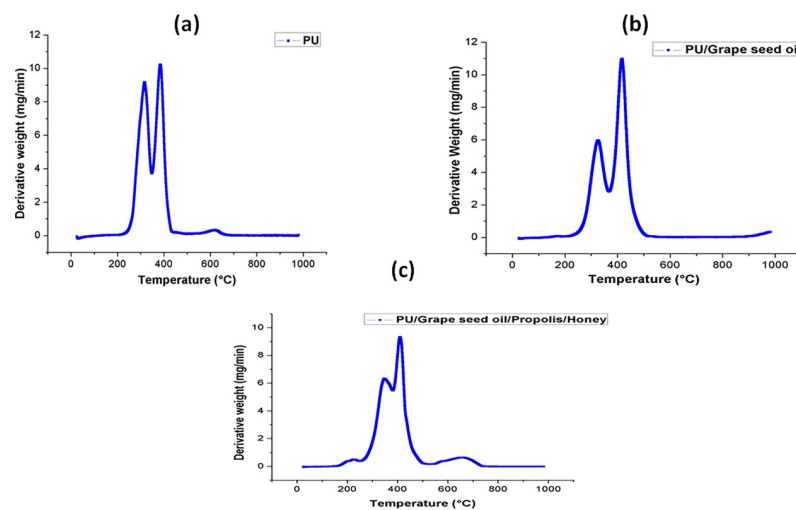 (a)
PU
Derivative weight (mg/min)
12
10
8
6
4
2
0
0 200 400 600 800 1000
Temperature (°C)
(b)
PU/Grape seed oil
Derivative Weight (mg/min)
12
10
8
6
4
2
0
0 200 400 600 800 1000
Temperature (°C)
(c)
PU/Grape seed oil/Propolis/Honey
Derivative weight (mg/min)
10
8
6
4
2
0
0 200 400 600 800 1000
Temperature (°C)